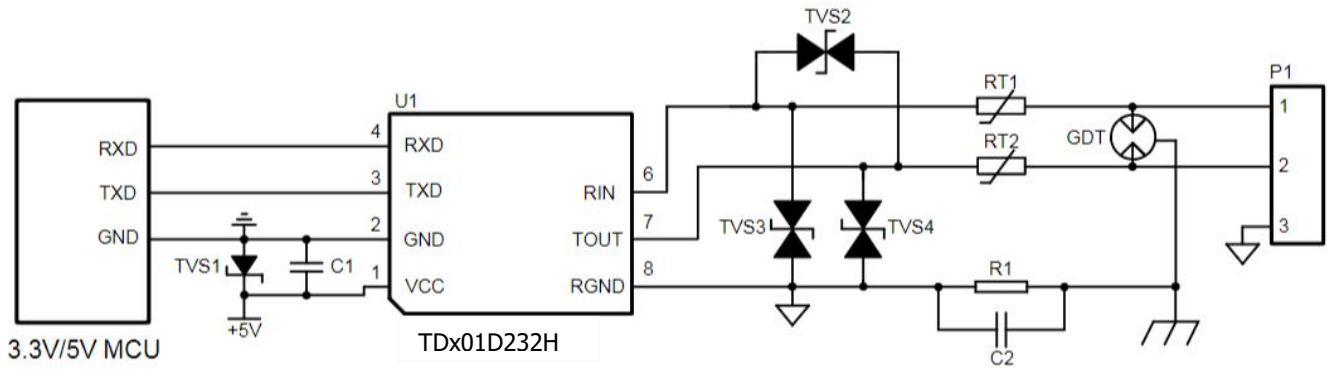 TVS2
P1
U1
RT1
1
4
RXD
RXD
GDT
RT2
3
6
2
TXD
TXD
RIN
GND
2
GND
7
TOUT
TVS3
TVS4
3
TVS1
C1
1
VCC
8
RGND
R1
+5V
C2
3.3V/5V MCU
TDx01D232H